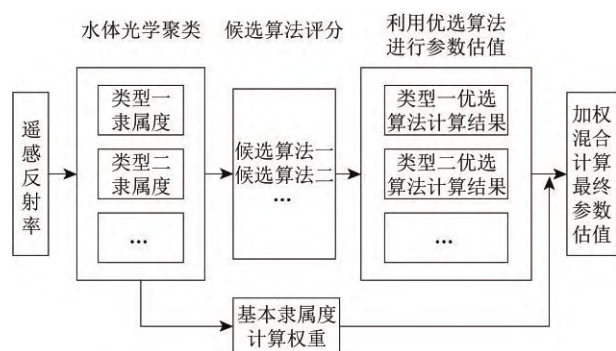 水体光学聚类
候选算法评分
利用优选算法
进行参数估值
遥感反射率
类型一
隶属度
类型二
隶属度
...
候选算法一
候选算法二
...
类型一优选
算法计算结果
类型二优选
算法计算结果
...
加权
混合
计算
最终
参数
估值
基本隶属度
计算权重